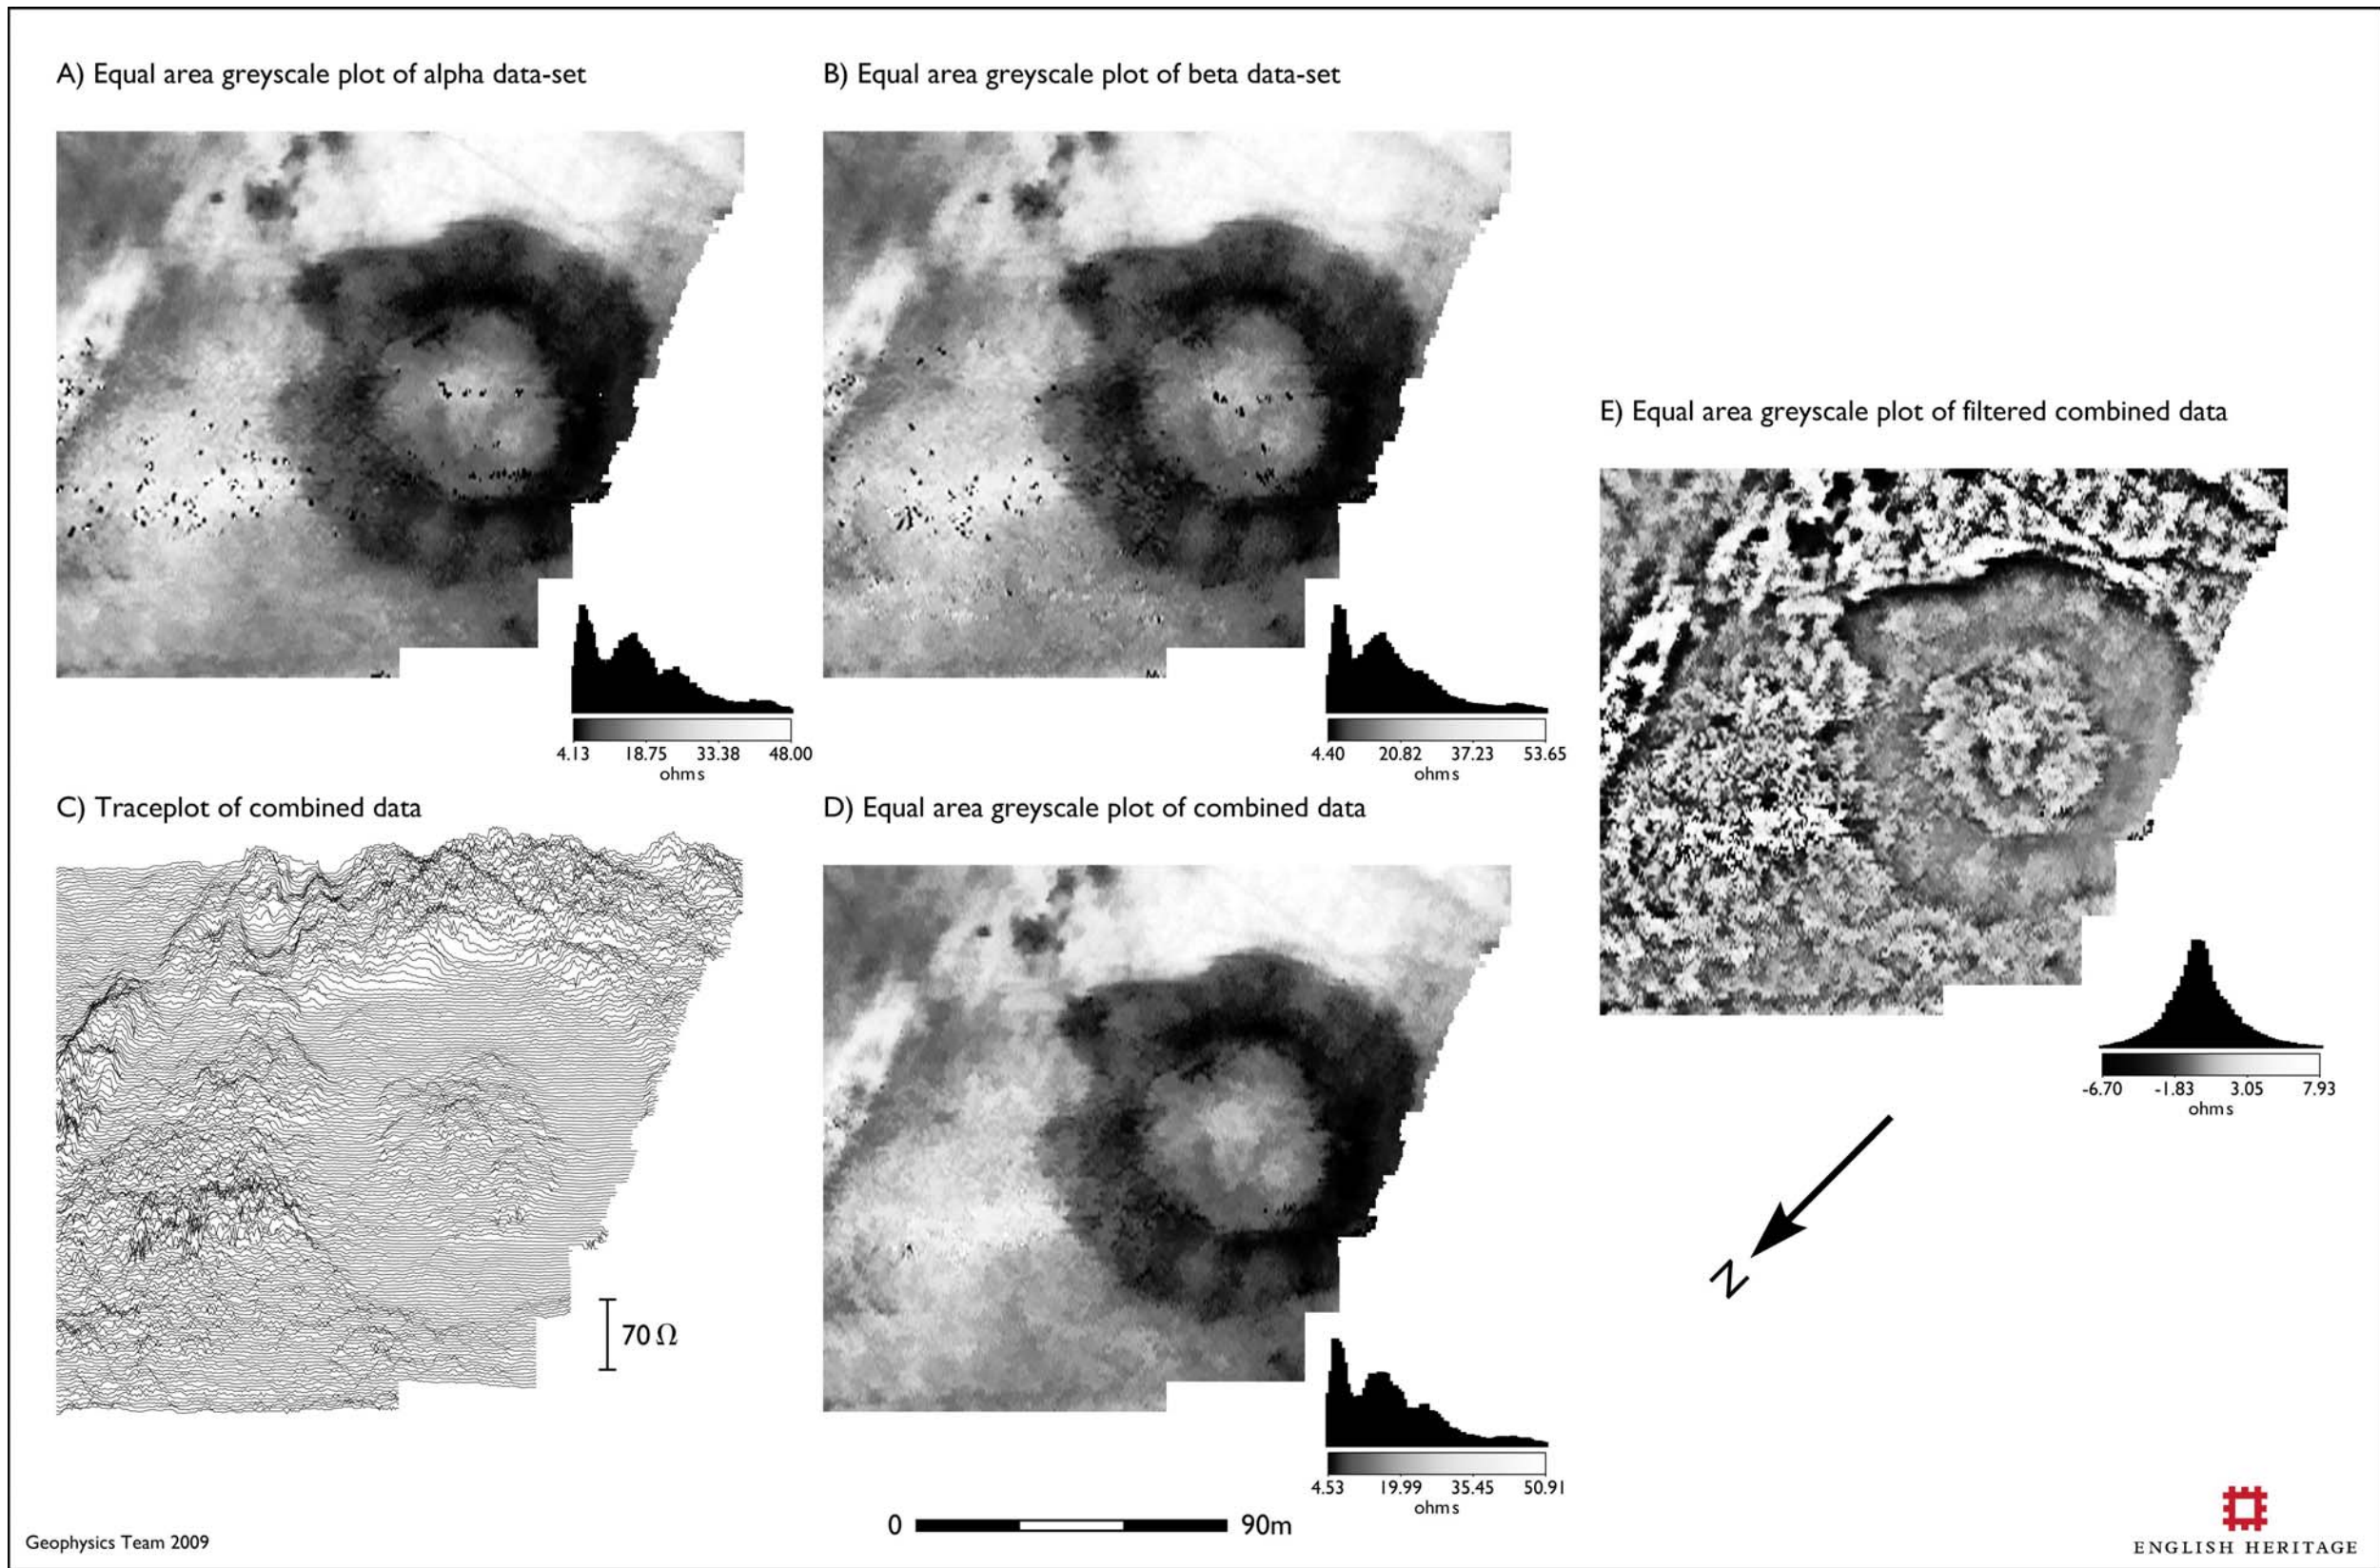 A) Equal area greyscale plot of alpha data-set
B) Equal area greyscale plot of beta data-set
4.13 18.75 33.38 48.00
ohms
4.40 20.82 37.23 53.65
ohms
E) Equal area greyscale plot of filtered combined data
C) Traceplot of combined data
D) Equal area greyscale plot of combined data
-6.70 -1.83 3.05 7.93
ohms
N
70 Ω
4.53 19.99 35.45 50.91
ohms
0 90m
Geophysics Team 2009
ENGLISH HERITAGE